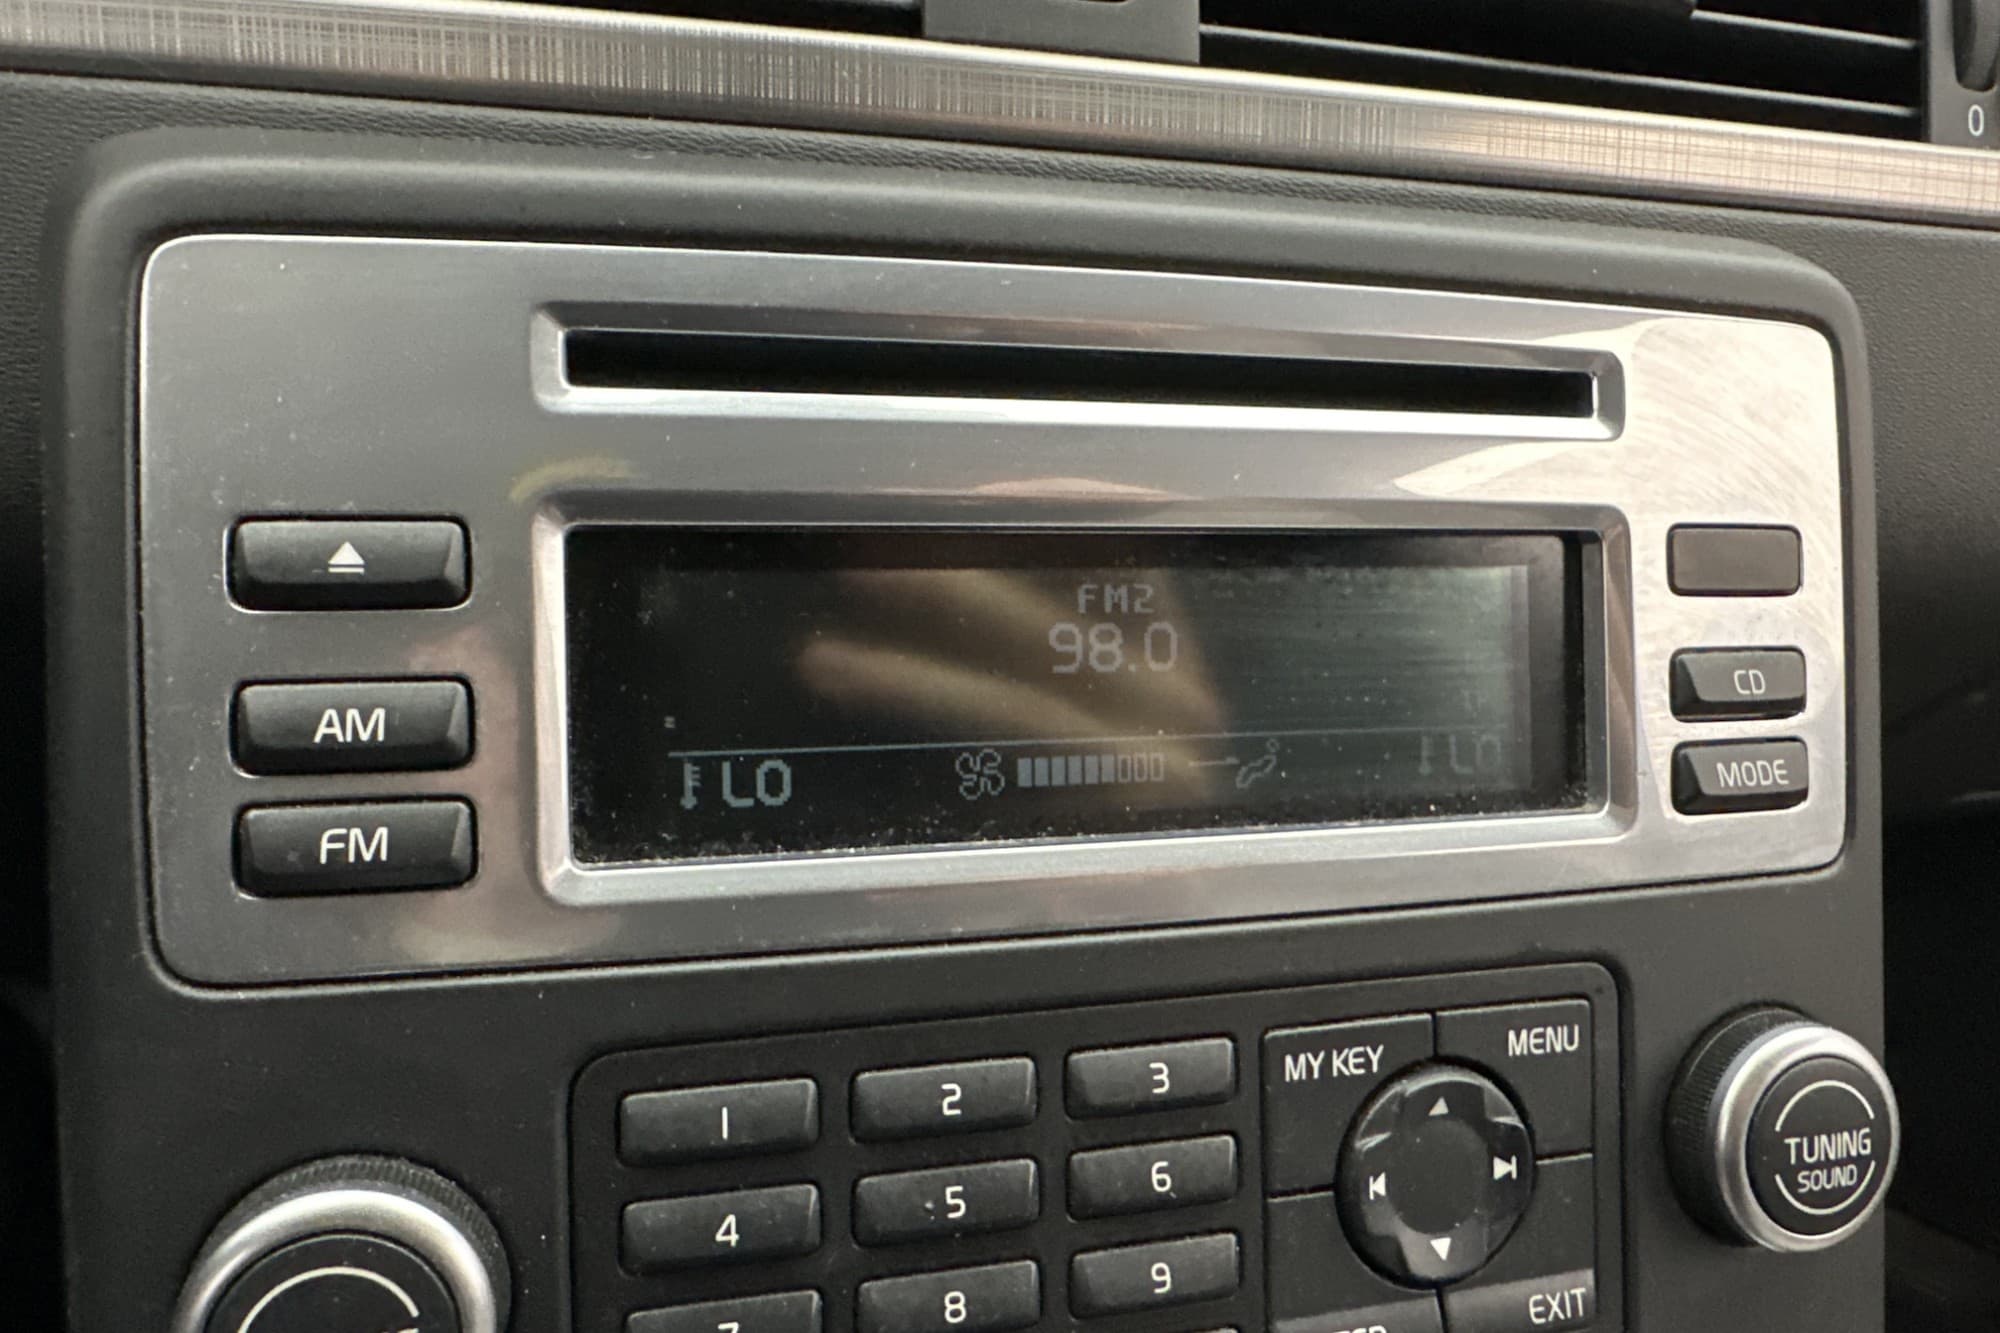 0
FM2
98.0
LO
LO
AM
FM
CD
MODE
1
2
3
4
5
6
8
9
MY KEY
MENU
EXIT
TUNING
SOUND